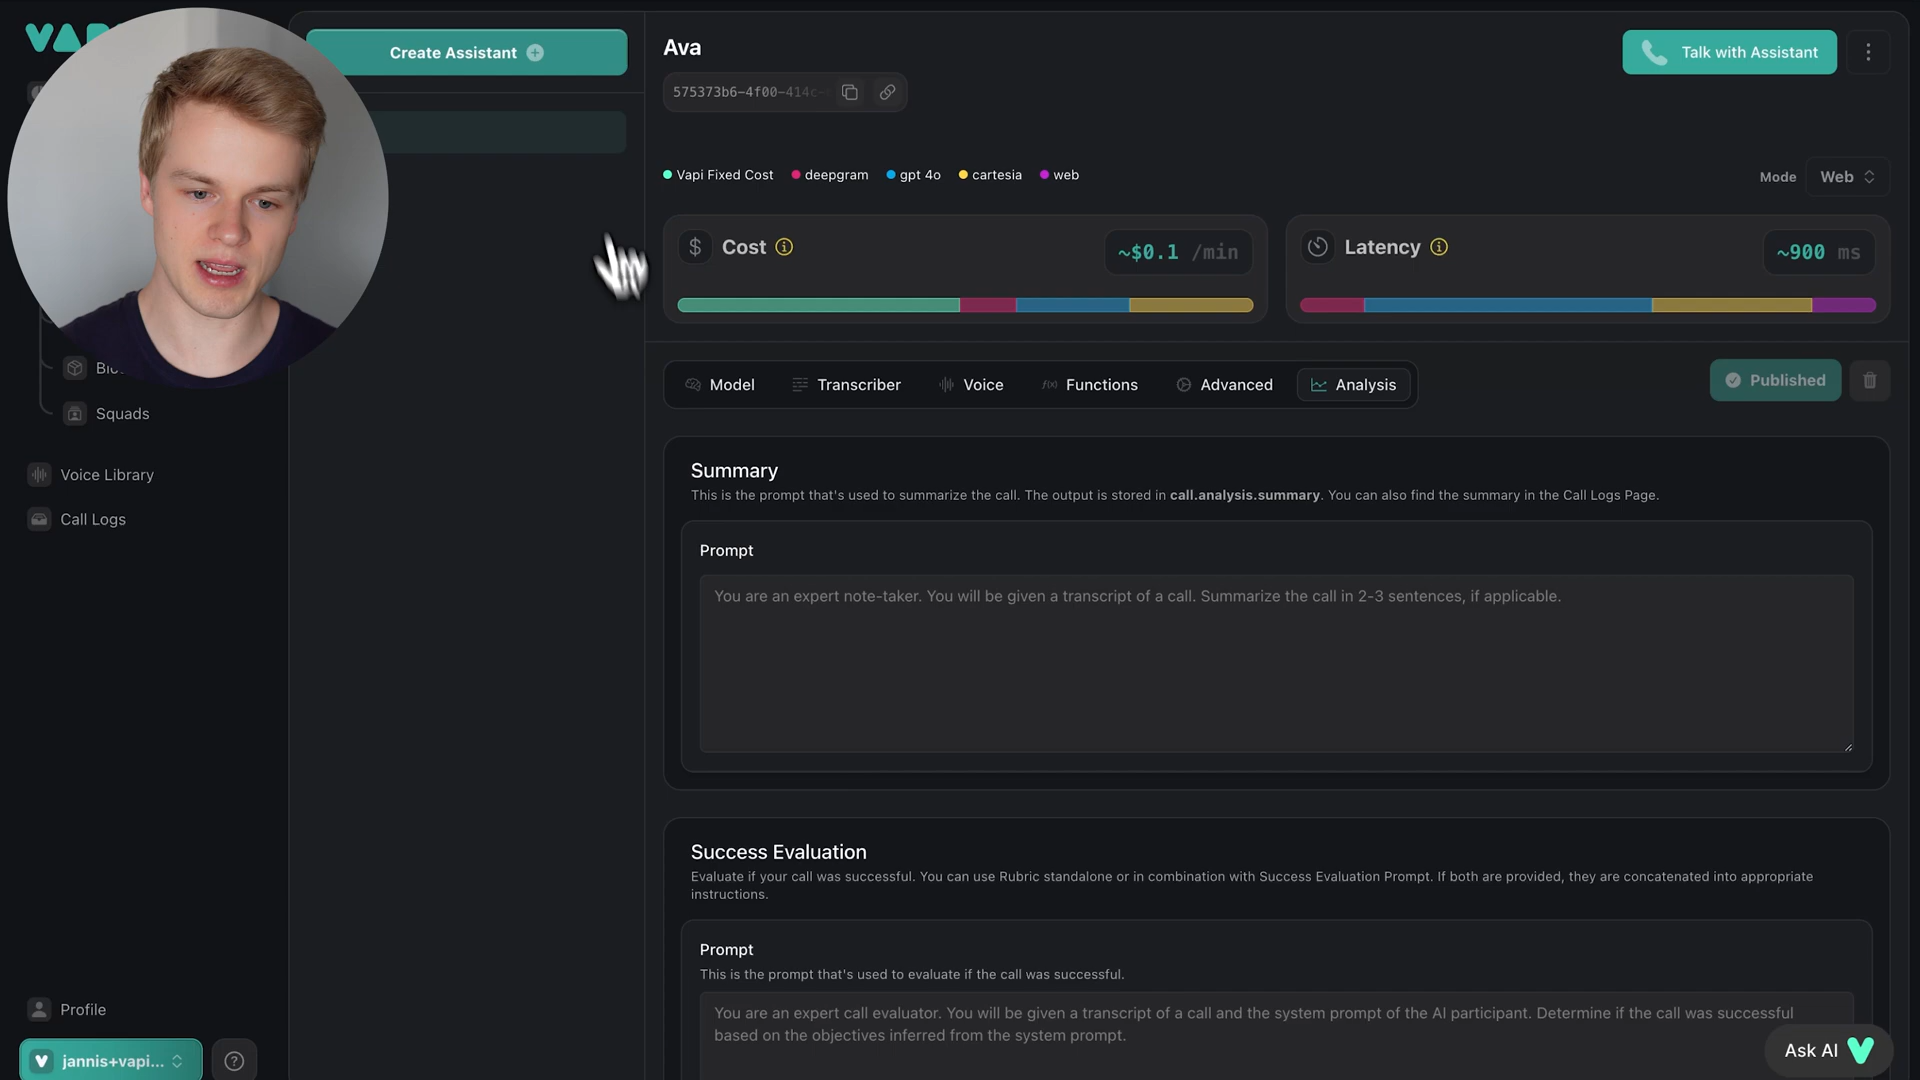 Create Assistant
Squads
Voice Library
Call Logs
Profile
jannis+vapi...
Ava
575373b6-4f00-414c-
Talk with Assistant
Vapi Fixed Cost
deepgram
gpt 4o
cartesia
web
Mode
Web
$ Cost
~$0.1 /min
Latency
~900 ms
Model
Transcriber
Voice
f(x) Functions
Advanced
Analysis
Published
Summary
This is the prompt that's used to summarize the call. The output is stored in call.analysis.summary. You can also find the summary in the Call Logs Page.
Prompt
You are an expert note-taker. You will be given a transcript of a call. Summarize the call in 2-3 sentences, if applicable.
Success Evaluation
Evaluate if your call was successful. You can use Rubric standalone or in combination with Success Evaluation Prompt. If both are provided, they are concatenated into appropriate
instructions.
Prompt
This is the prompt that's used to evaluate if the call was successful.
You are an expert call evaluator. You will be given a transcript of a call and the system prompt of the AI participant. Determine if the call was successful
based on the objectives inferred from the system prompt.
Ask AI